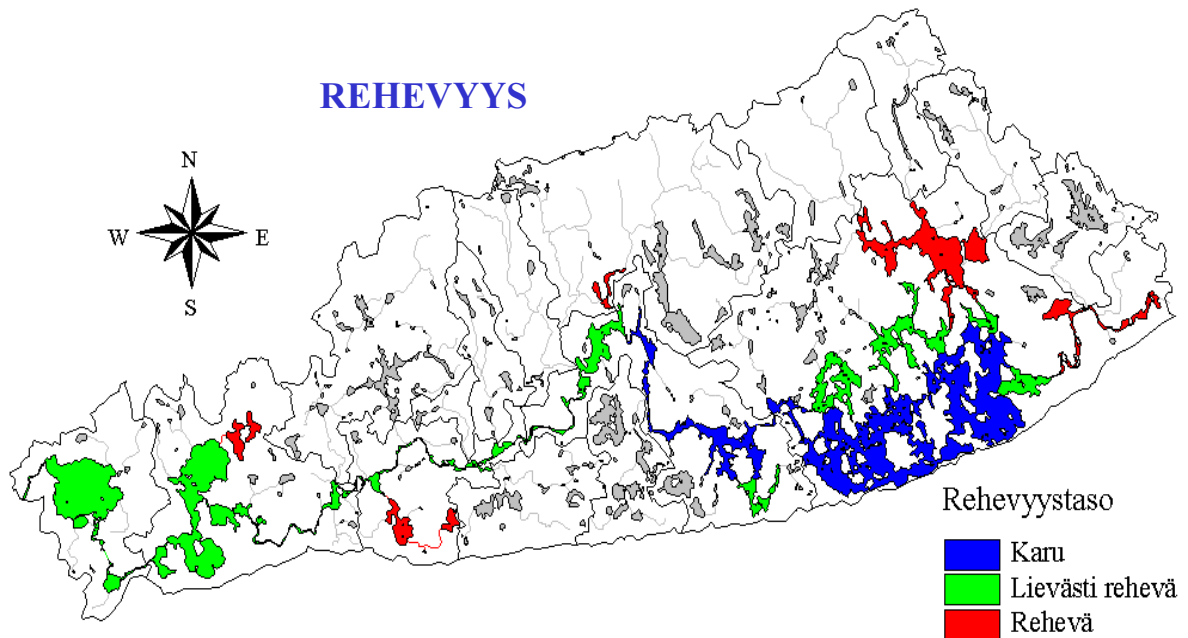 REHEVYYS
N
W E
S
Rehevyystaso
Karu
Lievästi rehevä
Rehevä